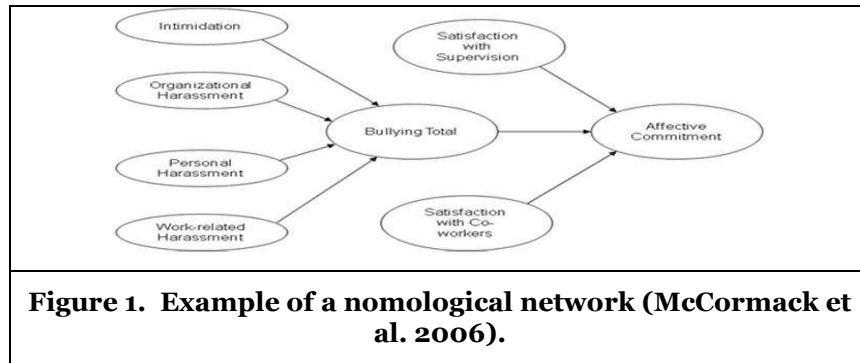 Intimidation
Satisfaction
with
Supervision
Organizational
Harassment
Bullying Total
Affective
Commitment
Personal
Harassment
Satisfaction
with Co-
workers
Work-related
Harassment
Figure 1. Example of a nomological network (McCormack et
al. 2006).